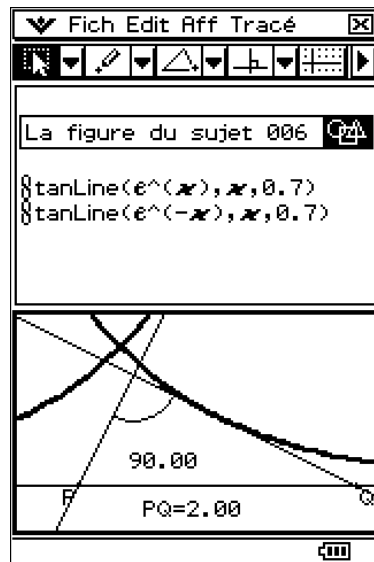 Fich Edit Aff Tracé
La figure du sujet 006
tanLine(e^(x),x,0.7)
tanLine(e^(-x),x,0.7)
90.00
P Q
PQ=2.00